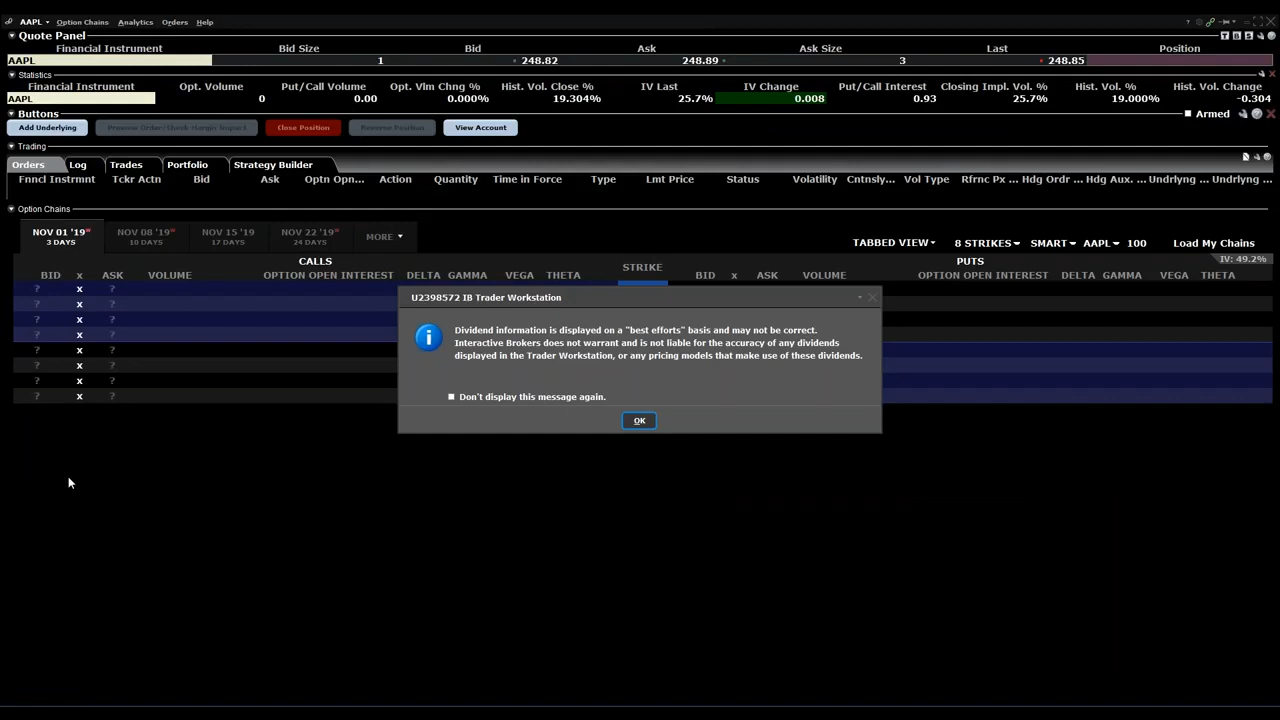 AAPL Option Chains Analytics Orders Help ?
Quote Panel T B S
Financial Instrument Bid Size Bid Ask Ask Size Last Position
AAPL 1 248.82 248.89 3 248.85
Statistics
Financial Instrument Opt. Volume Put/Call Volume Opt. Vlm Chng % Hist. Vol. Close % IV Last IV Change Put/Call Interest Closing Impl. Vol. % Hist. Vol. % Hist. Vol. Change
AAPL 0 0.00 0.000% 19.304% 25.7% 0.008 0.93 25.7% 19.000% -0.304
Buttons Armed
Add Underlying Preview Order/Check Margin Impact Close Position Reverse Position View Account
Trading
Orders Log Trades Portfolio Strategy Builder
Fnncl Instrmnt Tckr Actn Bid Ask Optn Opn... Action Quantity Time in Force Type Lmt Price Status Volatility Cntnsly... Vol Type Rfrnc Px ... Hdg Ordr ... Hdg Aux. ... Undrlyng ... Undrlyng ...
Option Chains
NOV 01 '19W NOV 08 '19W NOV 15 '19 NOV 22 '19W MORE
3 DAYS 10 DAYS 17 DAYS 24 DAYS
TABBED VIEW 8 STRIKES SMART AAPL 100 Load My Chains
CALLS STRIKE PUTS IV: 49.2%
BID x ASK VOLUME OPTION OPEN INTEREST DELTA GAMMA VEGA THETA BID x ASK VOLUME OPTION OPEN INTEREST DELTA GAMMA VEGA THETA
? x ?
? x ?
? x ?
? x ?
? x ?
? x ?
? x ?
? x ?
U2398572 IB Trader Workstation
Dividend information is displayed on a "best efforts" basis and may not be correct.
Interactive Brokers does not warrant and is not liable for the accuracy of any dividends
displayed in the Trader Workstation, or any pricing models that make use of these dividends.
Don't display this message again.
OK